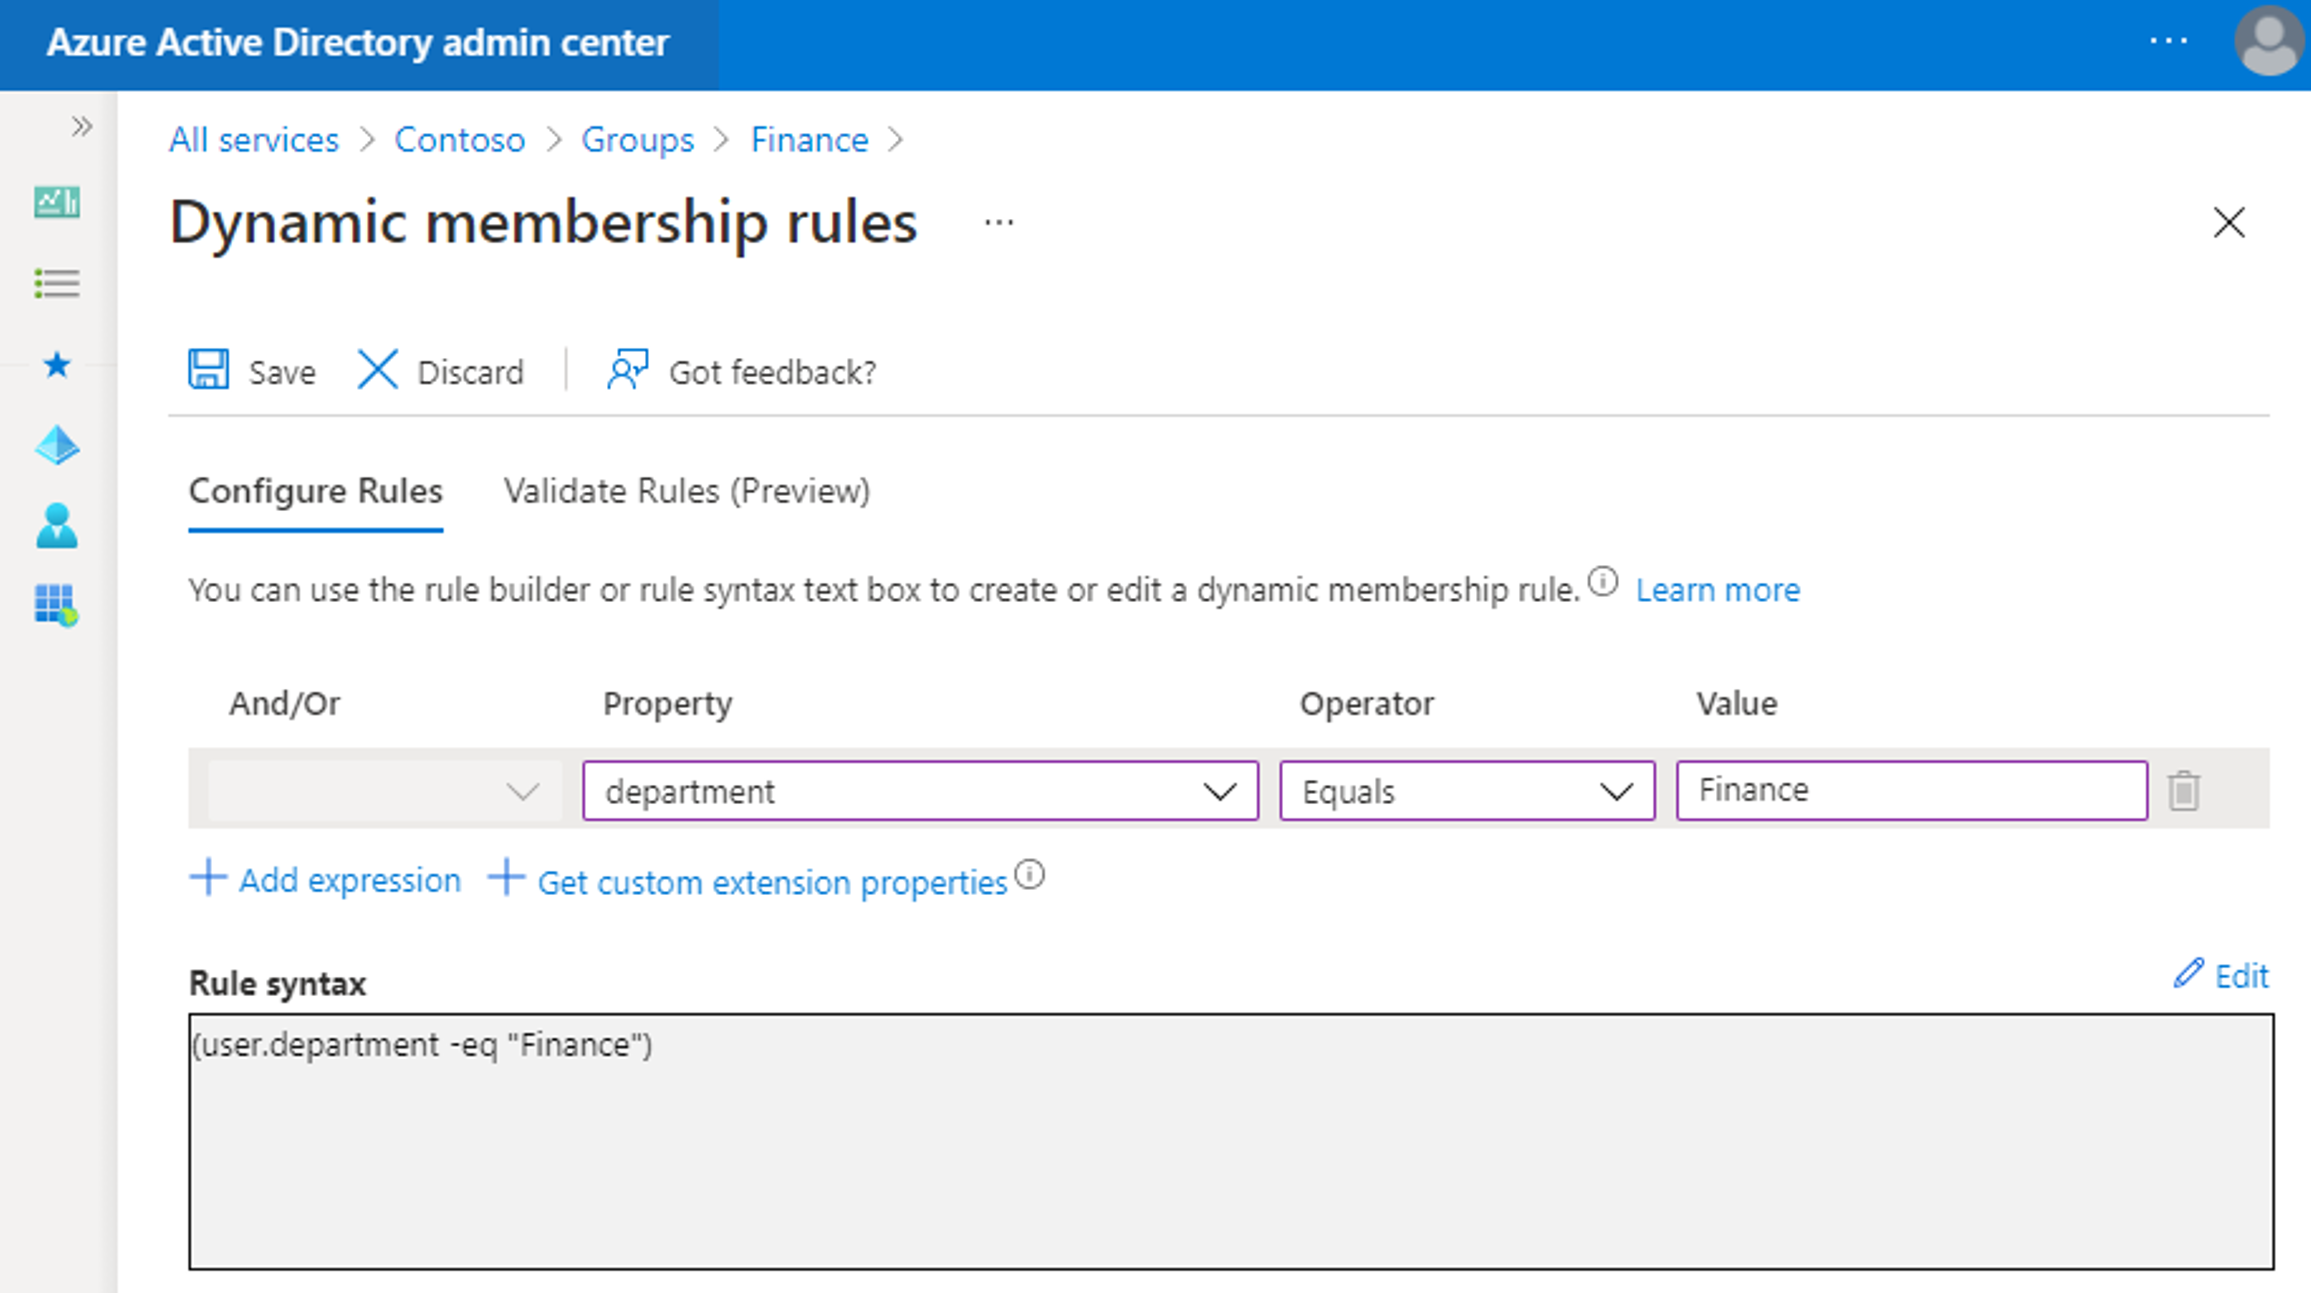 Azure Active Directory admin center
All services > Contoso > Groups > Finance >
Dynamic membership rules ...
Save Discard Got feedback?
Configure Rules Validate Rules (Preview)
You can use the rule builder or rule syntax text box to create or edit a dynamic membership rule. Learn more
And/Or Property Operator Value
department Equals Finance
+ Add expression + Get custom extension properties
Rule syntax Edit
(user.department -eq "Finance")